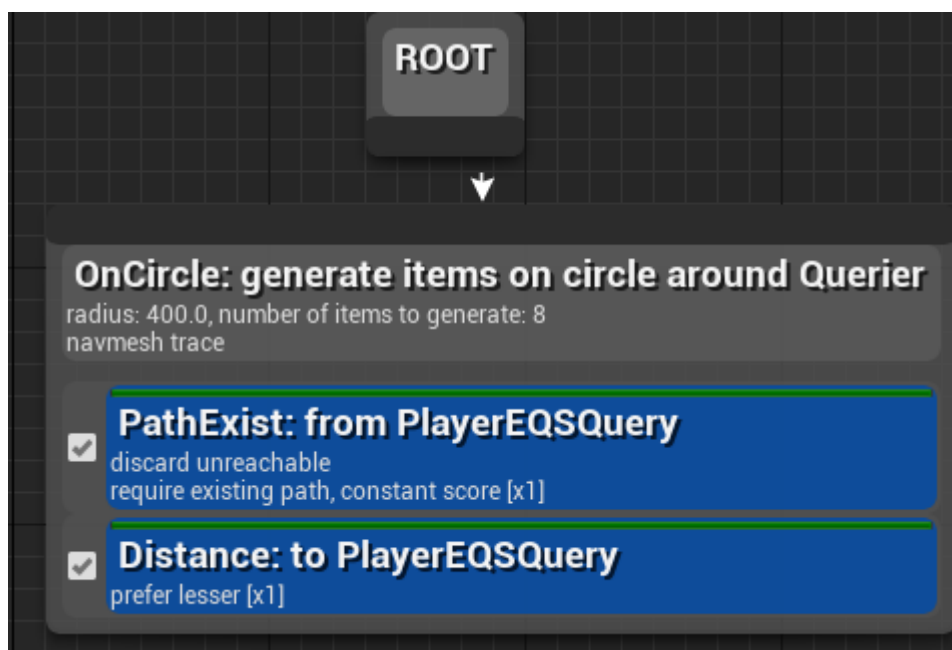 ROOT
OnCircle: generate items on circle around Querier
radius: 400.0, number of items to generate: 8
navmesh trace
PathExist: from PlayerEQSQuery
discard unreachable
require existing path, constant score [x1]
Distance: to PlayerEQSQuery
prefer lesser [x1]